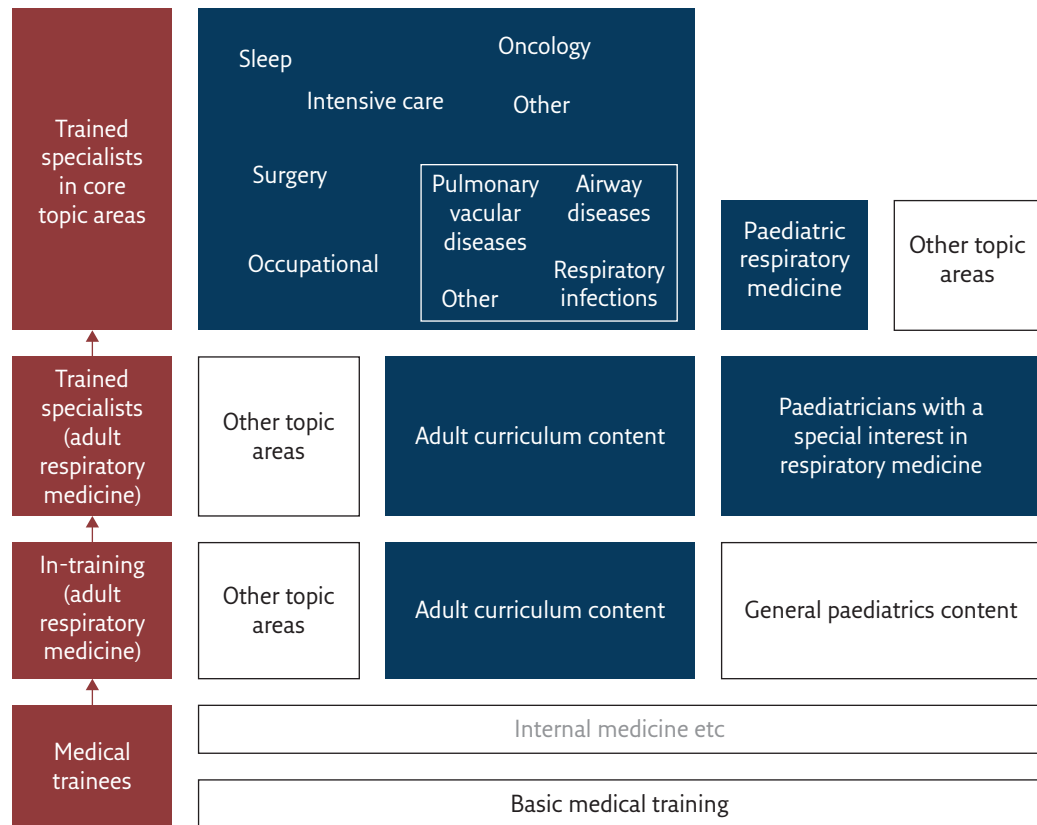 Trained
specialists
in core
topic areas
Sleep
Oncology
Intensive care
Other
Surgery
Occupational
Pulmonary
vacular
diseases
Airway
diseases
Other
Respiratory
infections
Paediatric
respiratory
medicine
Other topic
areas
Trained
specialists
(adult
respiratory
medicine)
Other topic
areas
Adult curriculum content
Paediatricians with a
special interest in
respiratory medicine
In-training
(adult
respiratory
medicine)
Other topic
areas
Adult curriculum content
General paediatrics content
Medical
trainees
Internal medicine etc
Basic medical training